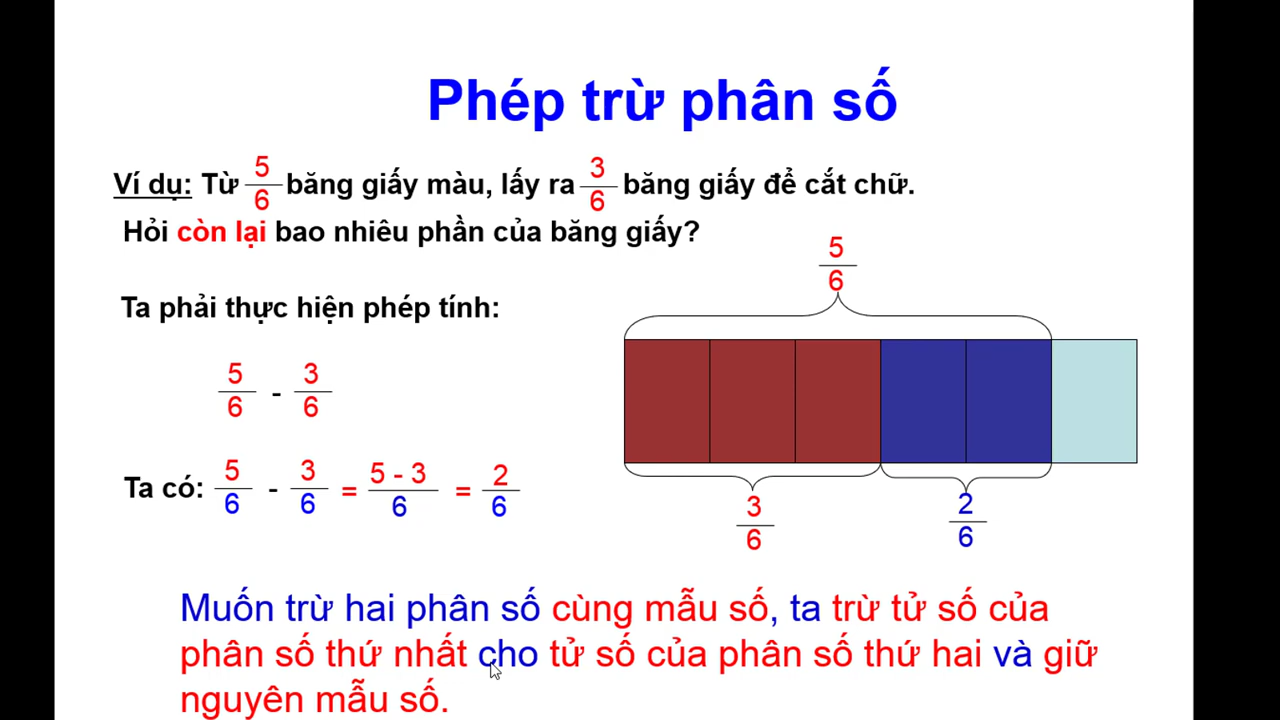 Phép trừ phân số
Ví dụ: Từ 5/6 băng giấy màu, lấy ra 3/6 băng giấy để cắt chữ.
Hỏi còn lại bao nhiêu phần của băng giấy?
5/6
Ta phải thực hiện phép tính:
5/6 - 3/6
Ta có: 5/6 - 3/6 = 5 - 3/6 = 2/6
3/6 2/6
Muốn trừ hai phân số cùng mẫu số, ta trừ tử số của
phân số thứ nhất cho tử số của phân số thứ hai và giữ
nguyên mẫu số.